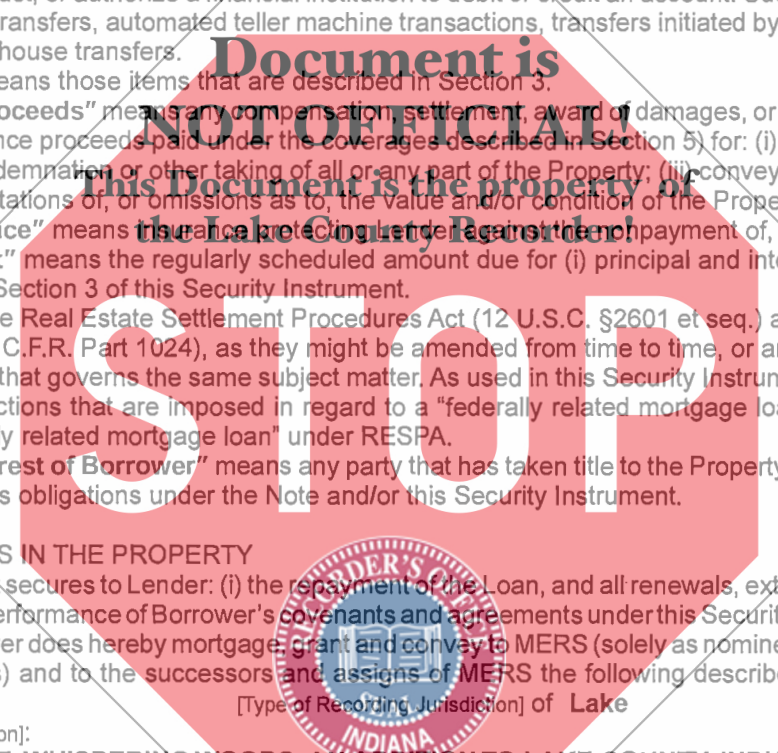 ransfers, automated teller machine transactions, transfers initiated by
house transfers.
Document is
eans those items that are described in Section 3.
oceeds" means any compensation, settlement, award of damages, or
NOT OFFICIAL!
nce proceeds paid under the coverages described in Section 5) for: (i)
demnation or other taking of all or any part of the Property; (iii) convey
This Document is the property of
tations of, or omissions as to, the value and/or condition of the Prope
ce" means insurance protecting Lender against the nonpayment of,
the Lake County Recorder!
t" means the regularly scheduled amount due for (i) principal and inte
Section 3 of this Security Instrument.
STOP
e Real Estate Settlement Procedures Act (12 U.S.C. §2601 et seq.) a
C.F.R. Part 1024), as they might be amended from time to time, or a
that governs the same subject matter. As used in this Security Instrum
ctions that are imposed in regard to a "federally related mortgage loa
y related mortgage loan" under RESPA.
rest of Borrower" means any party that has taken title to the Property
s obligations under the Note and/or this Security Instrument.
S IN THE PROPERTY
secures to Lender: (i) the repayment of the Loan, and all renewals, ext
erformance of Borrower's covenants and agreements under this Securit
er does hereby mortgage, grant and convey to MERS (solely as nomine
s) and to the successors and assigns of MERS the following describe
[Type of Recording Jurisdiction] of Lake
on]:
RECORDER'S OFFICE
SEAL
INDIANA